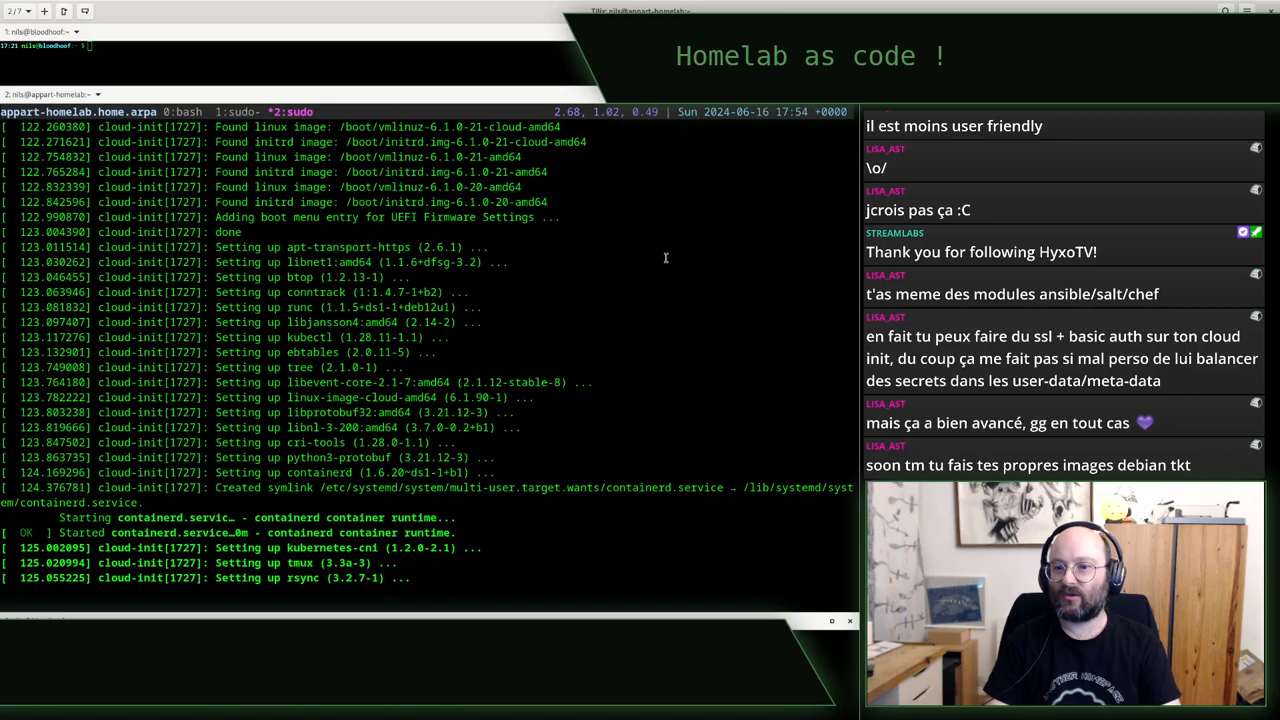 2/7
Tilix: nils@appart-homelab:~
1: nils@bloodhoof:~
17:21 nils@bloodhoof:~ $
Homelab as code !
2: nils@appart-homelab:~
appart-homelab.home.arpa 0:bash 1:sudo- *2:sudo 2.68, 1.02, 0.49 | Sun 2024-06-16 17:54 +0000
[ 122.260380] cloud-init[1727]: Found linux image: /boot/vmlinuz-6.1.0-21-cloud-amd64
[ 122.271621] cloud-init[1727]: Found initrd image: /boot/initrd.img-6.1.0-21-cloud-amd64
[ 122.754832] cloud-init[1727]: Found linux image: /boot/vmlinuz-6.1.0-21-amd64
[ 122.765284] cloud-init[1727]: Found initrd image: /boot/initrd.img-6.1.0-21-amd64
[ 122.832339] cloud-init[1727]: Found linux image: /boot/vmlinuz-6.1.0-20-amd64
[ 122.842596] cloud-init[1727]: Found initrd image: /boot/initrd.img-6.1.0-20-amd64
[ 122.990870] cloud-init[1727]: Adding boot menu entry for UEFI Firmware Settings ...
[ 123.004390] cloud-init[1727]: done
[ 123.011514] cloud-init[1727]: Setting up apt-transport-https (2.6.1) ...
[ 123.030262] cloud-init[1727]: Setting up libnet1:amd64 (1.1.6+dfsg-3.2) ...
[ 123.046455] cloud-init[1727]: Setting up btop (1.2.13-1) ...
[ 123.063946] cloud-init[1727]: Setting up conntrack (1:1.4.7-1+b2) ...
[ 123.081832] cloud-init[1727]: Setting up runc (1.1.5+ds1-1+deb12u1) ...
[ 123.097407] cloud-init[1727]: Setting up libjansson4:amd64 (2.14-2) ...
[ 123.117276] cloud-init[1727]: Setting up kubectl (1.28.11-1.1) ...
[ 123.132901] cloud-init[1727]: Setting up ebtables (2.0.11-5) ...
[ 123.749008] cloud-init[1727]: Setting up tree (2.1.0-1) ...
[ 123.764180] cloud-init[1727]: Setting up libevent-core-2.1-7:amd64 (2.1.12-stable-8) ...
[ 123.782222] cloud-init[1727]: Setting up linux-image-cloud-amd64 (6.1.90-1) ...
[ 123.803238] cloud-init[1727]: Setting up libprotobuf32:amd64 (3.21.12-3) ...
[ 123.819666] cloud-init[1727]: Setting up libnl-3-200:amd64 (3.7.0-0.2+b1) ...
[ 123.847502] cloud-init[1727]: Setting up cri-tools (1.28.0-1.1) ...
[ 123.863735] cloud-init[1727]: Setting up python3-protobuf (3.21.12-3) ...
[ 124.169296] cloud-init[1727]: Setting up containerd (1.6.20~ds1-1+b1) ...
[ 124.376781] cloud-init[1727]: Created symlink /etc/systemd/system/multi-user.target.wants/containerd.service → /lib/systemd/syst
em/containerd.service.
Starting containerd.servic… - containerd container runtime...
[ OK ] Started containerd.service…0m - containerd container runtime.
[ 125.002095] cloud-init[1727]: Setting up kubernetes-cni (1.2.0-2.1) ...
[ 125.020994] cloud-init[1727]: Setting up tmux (3.3a-3) ...
[ 125.055225] cloud-init[1727]: Setting up rsync (3.2.7-1) ...
il est moins user friendly
LISA_AST
\o/
LISA_AST
jcrois pas ça :C
STREAMLABS
Thank you for following HyxoTV!
LISA_AST
t'as meme des modules ansible/salt/chef
LISA_AST
en fait tu peux faire du ssl + basic auth sur ton cloud
init, du coup ça me fait pas si mal perso de lui balancer
des secrets dans les user-data/meta-data
LISA_AST
mais ça a bien avancé, gg en tout cas 💜
LISA_AST
soon tm tu fais tes propres images debian tkt